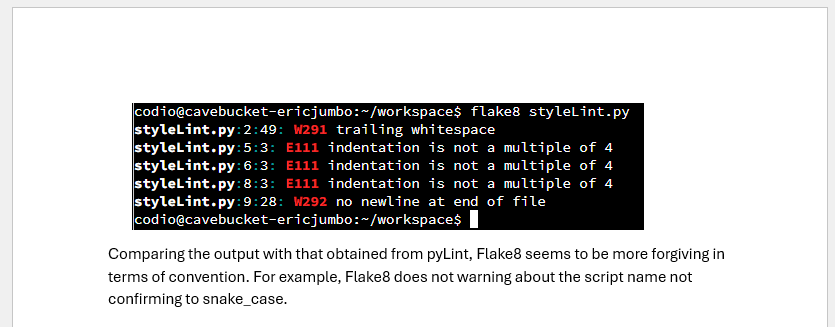 codio@cavebucket-ericjumbo:~/workspace$ flake8 styleLint.py
styleLint.py:2:49: W291 trailing whitespace
styleLint.py:5:3: E111 indentation is not a multiple of 4
styleLint.py:6:3: E111 indentation is not a multiple of 4
styleLint.py:8:3: E111 indentation is not a multiple of 4
styleLint.py:9:28: W292 no newline at end of file
codio@cavebucket-ericjumbo:~/workspace$
Comparing the output with that obtained from pyLint, Flake8 seems to be more forgiving in
terms of convention. For example, Flake8 does not warning about the script name not
confirming to snake_case.